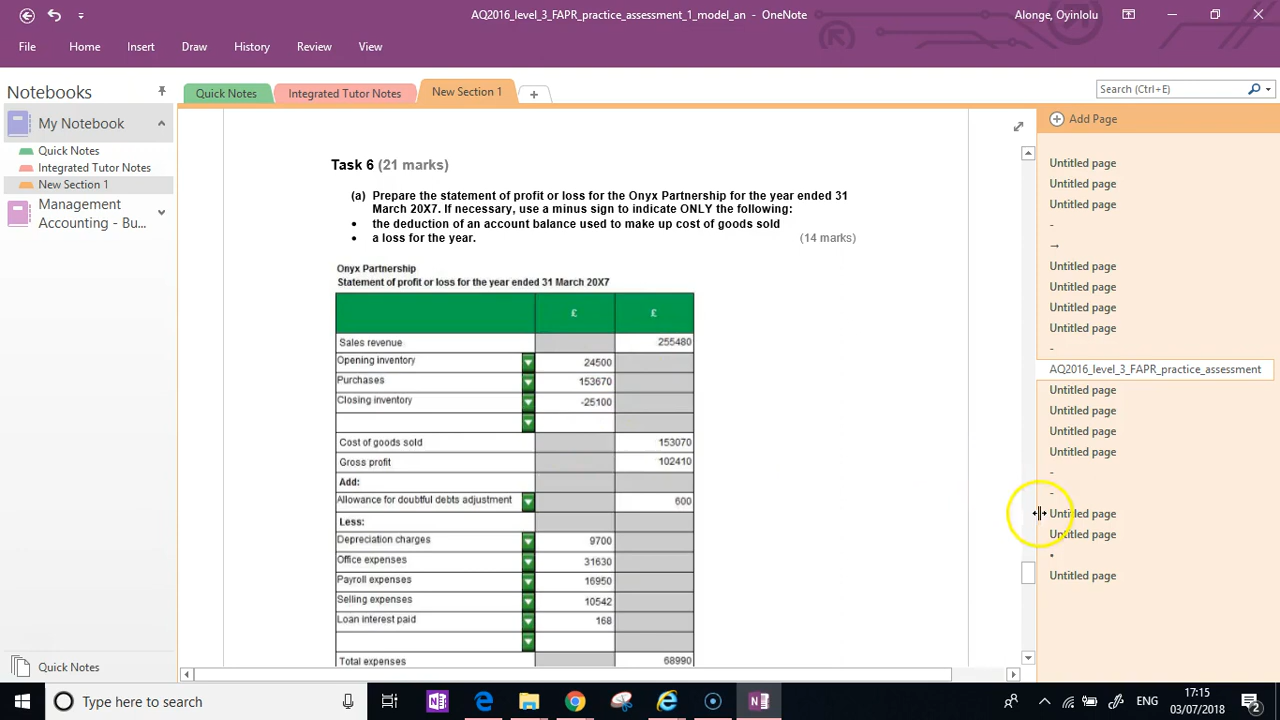 AQ2016_level_3_FAPR_practice_assessment_1_model_an - OneNote
Alonge, Oyinlolu
File Home Insert Draw History Review View
Notebooks
Quick Notes Integrated Tutor Notes New Section 1
Search (Ctrl+E)
My Notebook
Quick Notes
Integrated Tutor Notes
New Section 1
Management
Accounting - Bu...
Quick Notes
Task 6 (21 marks)
(a) Prepare the statement of profit or loss for the Onyx Partnership for the year ended 31
March 20X7. If necessary, use a minus sign to indicate ONLY the following:
• the deduction of an account balance used to make up cost of goods sold
• a loss for the year. (14 marks)
Onyx Partnership
Statement of profit or loss for the year ended 31 March 20X7
£ £
Sales revenue 255480
Opening inventory 24500
Purchases 153670
Closing inventory -25100
Cost of goods sold 153070
Gross profit 102410
Add:
Allowance for doubtful debts adjustment 600
Less:
Depreciation charges 9700
Office expenses 31630
Payroll expenses 16950
Selling expenses 10542
Loan interest paid 168
Total expenses 68990
Add Page
Untitled page
Untitled page
Untitled page
-
→
Untitled page
Untitled page
Untitled page
Untitled page
-
AQ2016_level_3_FAPR_practice_assessment
Untitled page
Untitled page
Untitled page
Untitled page
-
-
Untitled page
Untitled page
•
Untitled page
Type here to search
ENG
17:15
03/07/2018
2